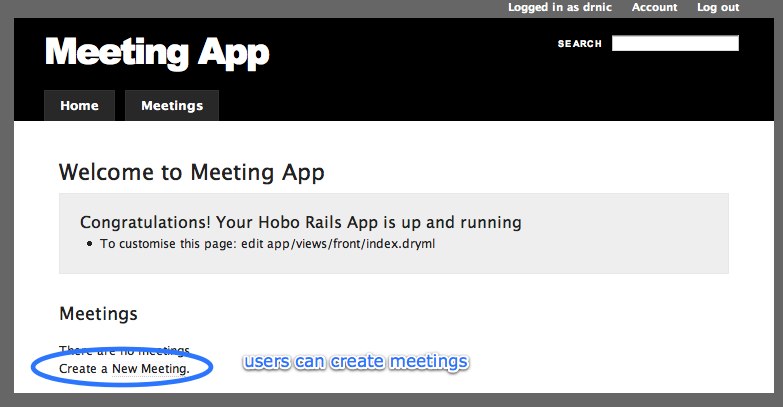 Logged in as drnic Account Log out
Meeting App
SEARCH
Home Meetings
Welcome to Meeting App
Congratulations! Your Hobo Rails App is up and running
• To customise this page: edit app/views/front/index.dryml
Meetings
There are no meetings
Create a New Meeting.
users can create meetings